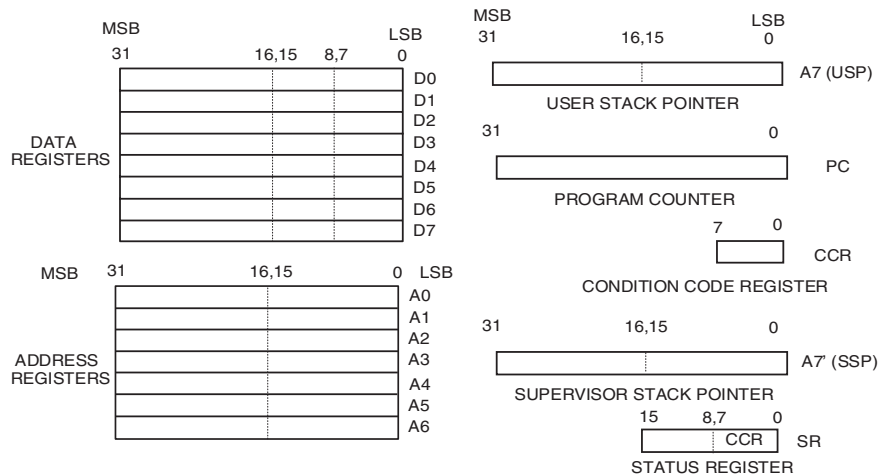 MSB
LSB
31
16,15
8,7
0
D0
D1
D2
DATA
REGISTERS
D3
D4
D5
D6
D7
MSB
31
16,15
0
LSB
A0
A1
A2
ADDRESS
REGISTERS
A3
A4
A5
A6
MSB
LSB
31
16,15
0
A7 (USP)
USER STACK POINTER
31
0
PC
PROGRAM COUNTER
7
0
CCR
CONDITION CODE REGISTER
31
16,15
0
A7' (SSP)
SUPERVISOR STACK POINTER
15
8,7
0
CCR
SR
STATUS REGISTER